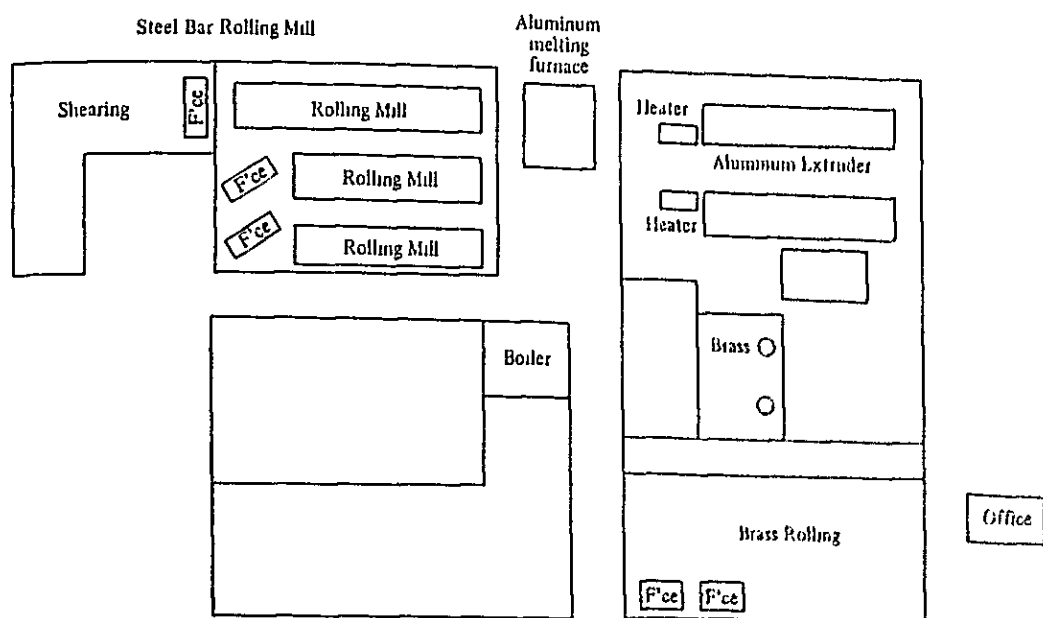 Steel Bar Rolling Mill
Aluminum
melting
furnace
Shearing
F'ce
Rolling Mill
F'ce
Rolling Mill
F'ce
Rolling Mill
Heater
Aluminum Extruder
Heater
Boiler
Brass
Brass Rolling
Office
F'ce
F'ce